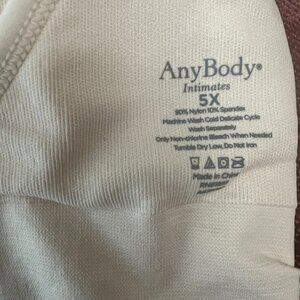 AnyBody®
Intimates
5X
90% Nylon 10% Spandex
Machine Wash Cold Delicate Cycle
Wash Separately
Only Non-chlorine Bleach When Needed
Tumble Dry Low, Do Not Iron
Made in China